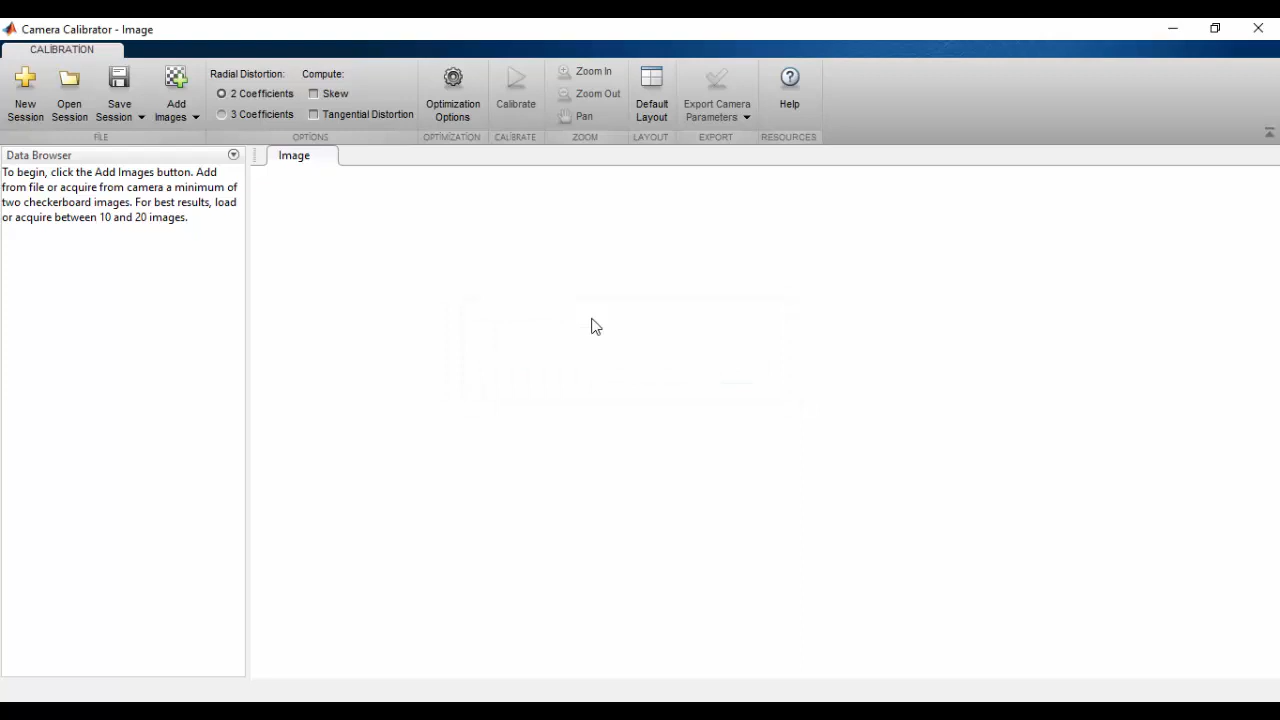 Camera Calibrator - Image
CALIBRATION
New Session
Open Session
Save Session
Add Images
Radial Distortion:
2 Coefficients
3 Coefficients
Compute:
Skew
Tangential Distortion
Optimization Options
Calibrate
Zoom In
Zoom Out
Pan
Default Layout
Export Camera Parameters
Help
FILE
OPTIONS
OPTIMIZATION
CALIBRATE
ZOOM
LAYOUT
EXPORT
RESOURCES
Data Browser
Image
To begin, click the Add Images button. Add
from file or acquire from camera a minimum of
two checkerboard images. For best results, load
or acquire between 10 and 20 images.